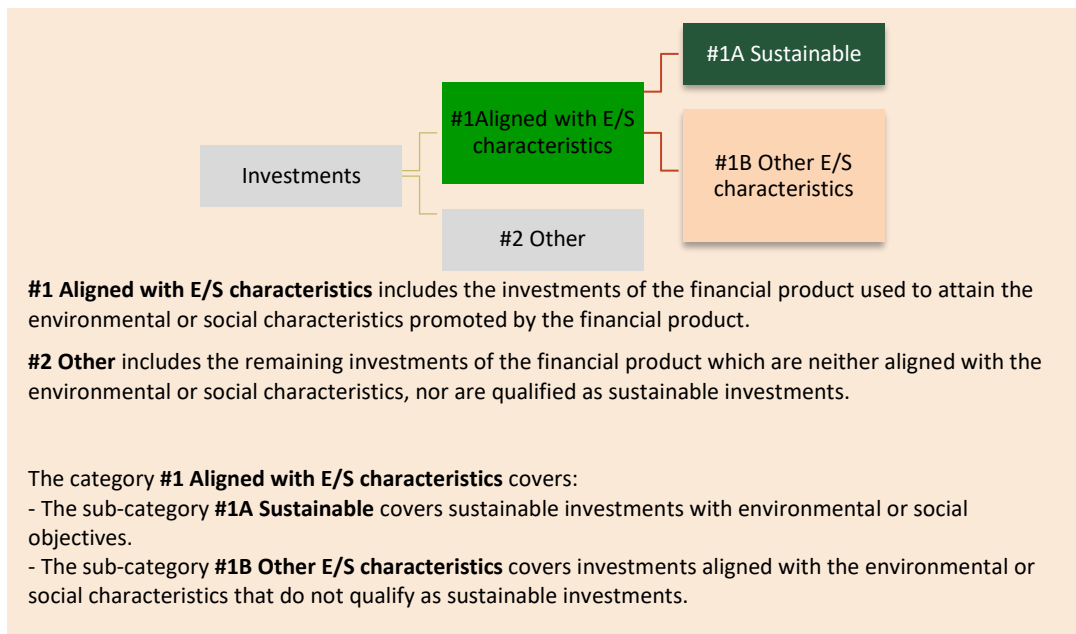 #1A Sustainable
#1Aligned with E/S
characteristics
Investments
#1B Other E/S
characteristics
#2 Other
#1 Aligned with E/S characteristics includes the investments of the financial product used to attain the
environmental or social characteristics promoted by the financial product.
#2 Other includes the remaining investments of the financial product which are neither aligned with the
environmental or social characteristics, nor are qualified as sustainable investments.
The category #1 Aligned with E/S characteristics covers:
- The sub-category #1A Sustainable covers sustainable investments with environmental or social
objectives.
- The sub-category #1B Other E/S characteristics covers investments aligned with the environmental or
social characteristics that do not qualify as sustainable investments.